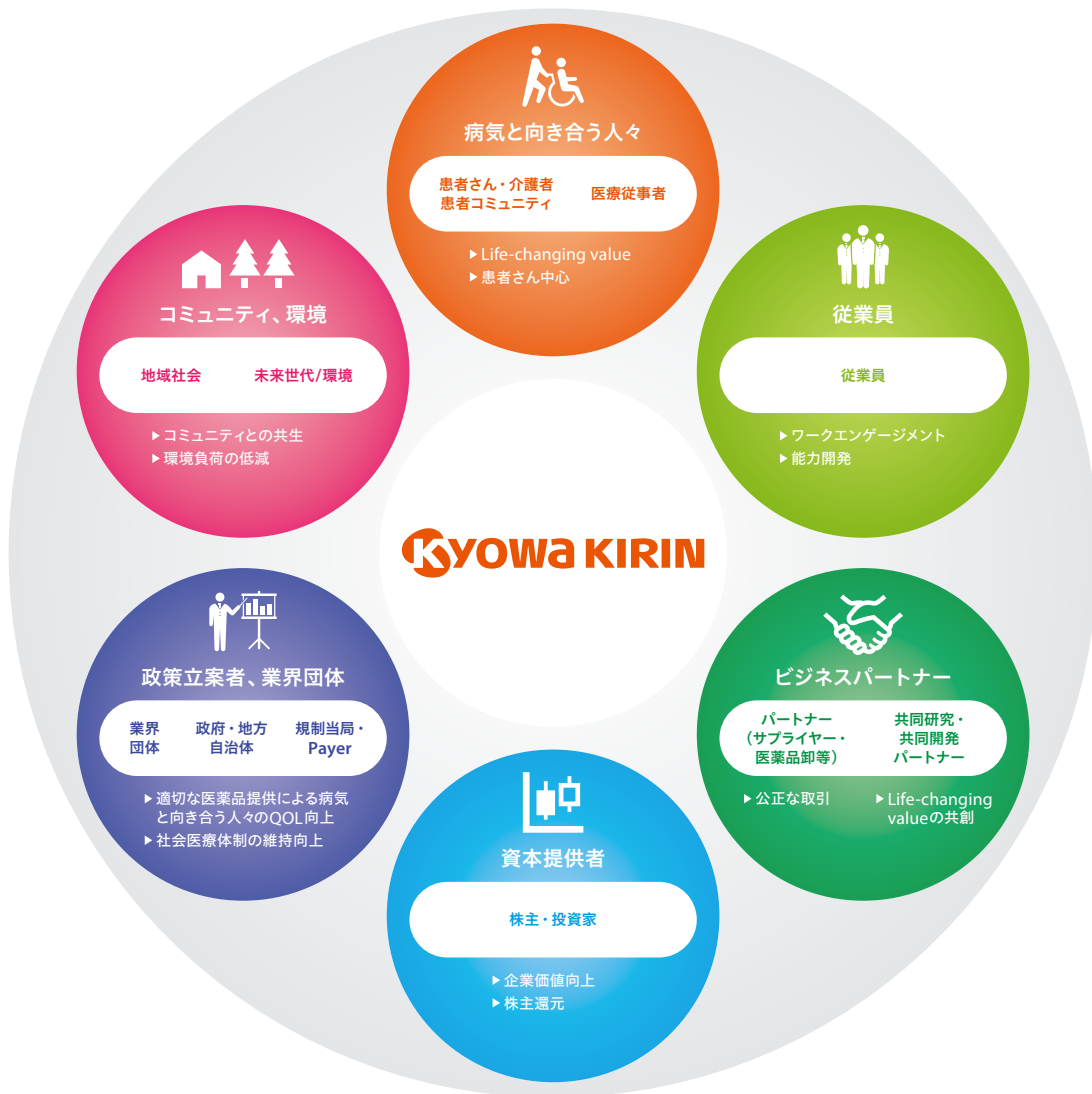 病気と向き合う人々
患者さん・介護者
患者コミュニティ
医療従事者
▶Life-changing value
▶患者さん中心
従業員
従業員
▶ワークエンゲージメント
▶能力開発
ビジネスパートナー
パートナー
（サプライヤー・
医薬品卸等）
共同研究・
共同開発
パートナー
▶公正な取引
▶Life-changing
valueの共創
資本提供者
株主・投資家
▶企業価値向上
▶株主還元
政策立案者、業界団体
業界
団体
政府・地方
自治体
規制当局・
Payer
▶適切な医薬品提供による病気
と向き合う人々のQOL向上
▶社会医療体制の維持向上
コミュニティ、環境
地域社会
未来世代/環境
▶コミュニティとの共生
▶環境負荷の低減
KYOWA KIRIN